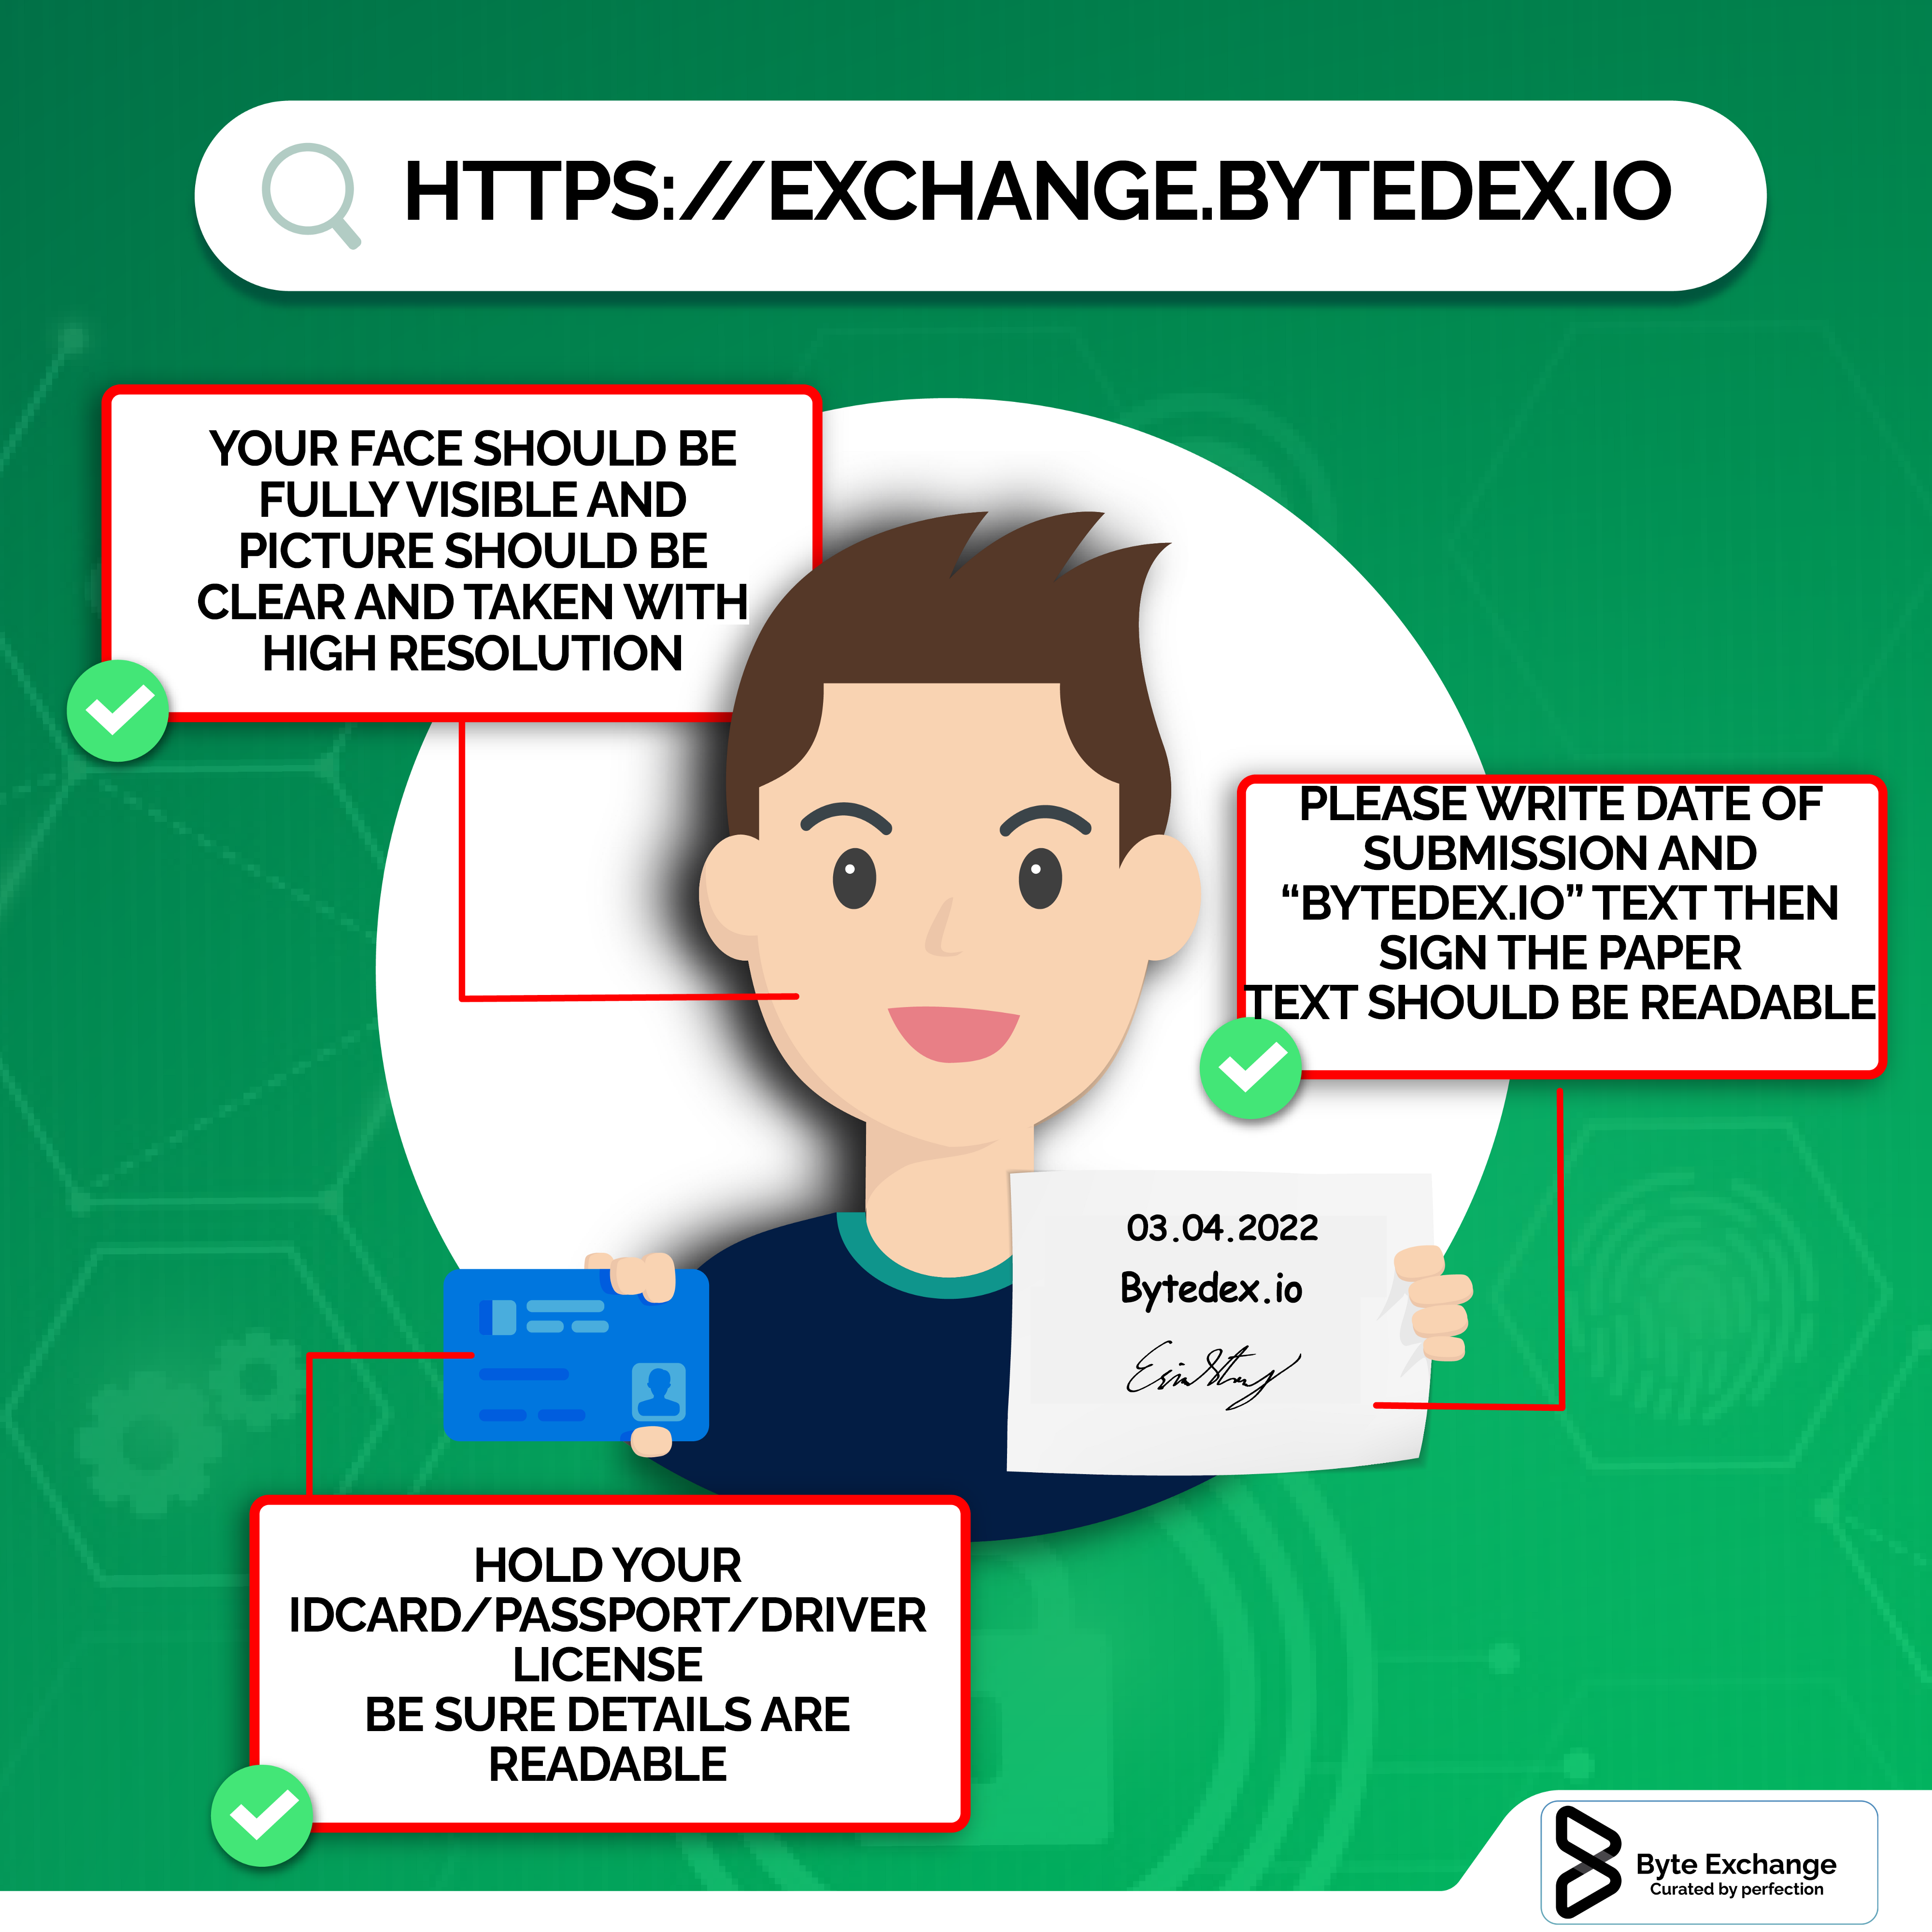 HTTPS://EXCHANGE.BYTEDEX.IO
YOUR FACE SHOULD BE
FULLY VISIBLE AND
PICTURE SHOULD BE
CLEAR AND TAKEN WITH
HIGH RESOLUTION
PLEASE WRITE DATE OF
SUBMISSION AND
“BYTEDEX.IO” TEXT THEN
SIGN THE PAPER
TEXT SHOULD BE READABLE
03.04.2022
Bytedex.io
HOLD YOUR
IDCARD/PASSPORT/DRIVER
LICENSE
BE SURE DETAILS ARE
READABLE
Byte Exchange
Curated by perfection